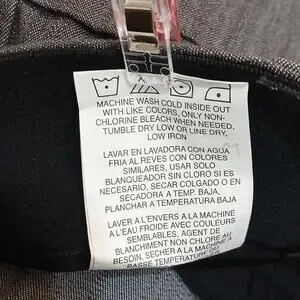 MACHINE WASH COLD INSIDE OUT
WITH LIKE COLORS, ONLY NON-
CHLORINE BLEACH WHEN NEEDED,
TUMBLE DRY LOW OR LINE DRY,
LOW IRON
LAVAR EN LAVADORA CON AGUA
FRIA AL REVES CON COLORES
SIMILARES, USAR SOLO
BLANQUEADOR SIN CLORO SI ES
NECESARIO, SECAR COLGADO O EN
SECADORA A TEMP. BAJA,
PLANCHAR A TEMPERATURA BAJA
LAVER A L'ENVERS A LA MACHINE
A L'EAU FROIDE AVEC COULEURS
SEMBLABLES, AGENT DE
BLANCHIMENT NON CHLORE AU
BESOIN, SECHER A LA MACHINE A
BASSE TEMPERATURE